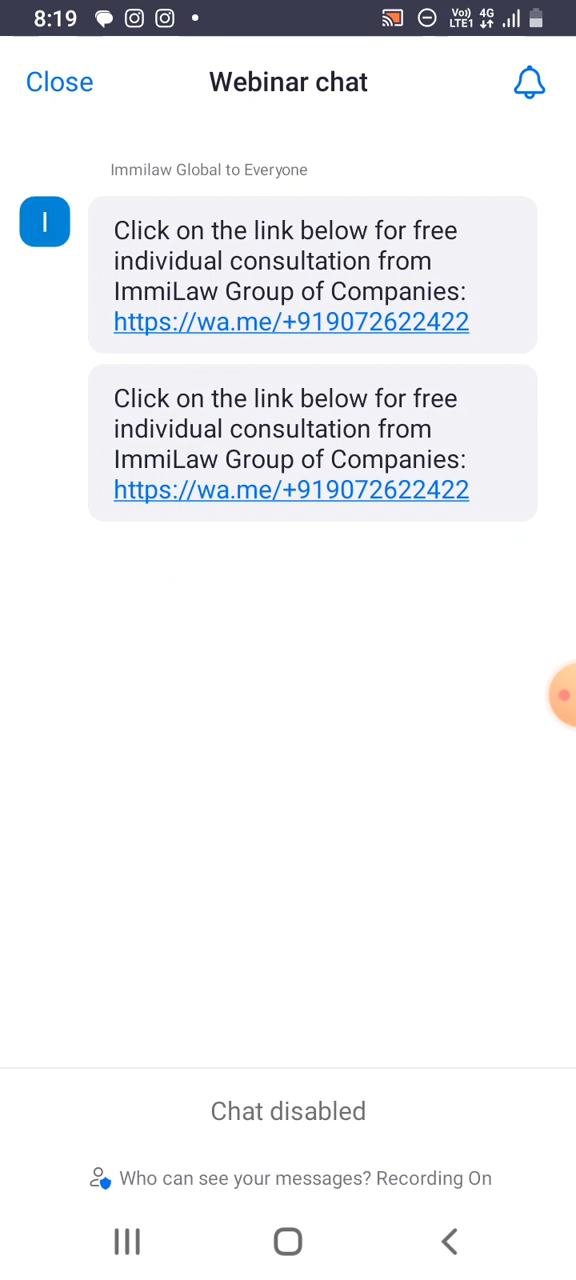 8:19
Vo)) 4G
LTE1
Close Webinar chat
Immilaw Global to Everyone
I
Click on the link below for free
individual consultation from
ImmiLaw Group of Companies:
https://wa.me/+919072622422
Click on the link below for free
individual consultation from
ImmiLaw Group of Companies:
https://wa.me/+919072622422
Chat disabled
Who can see your messages? Recording On